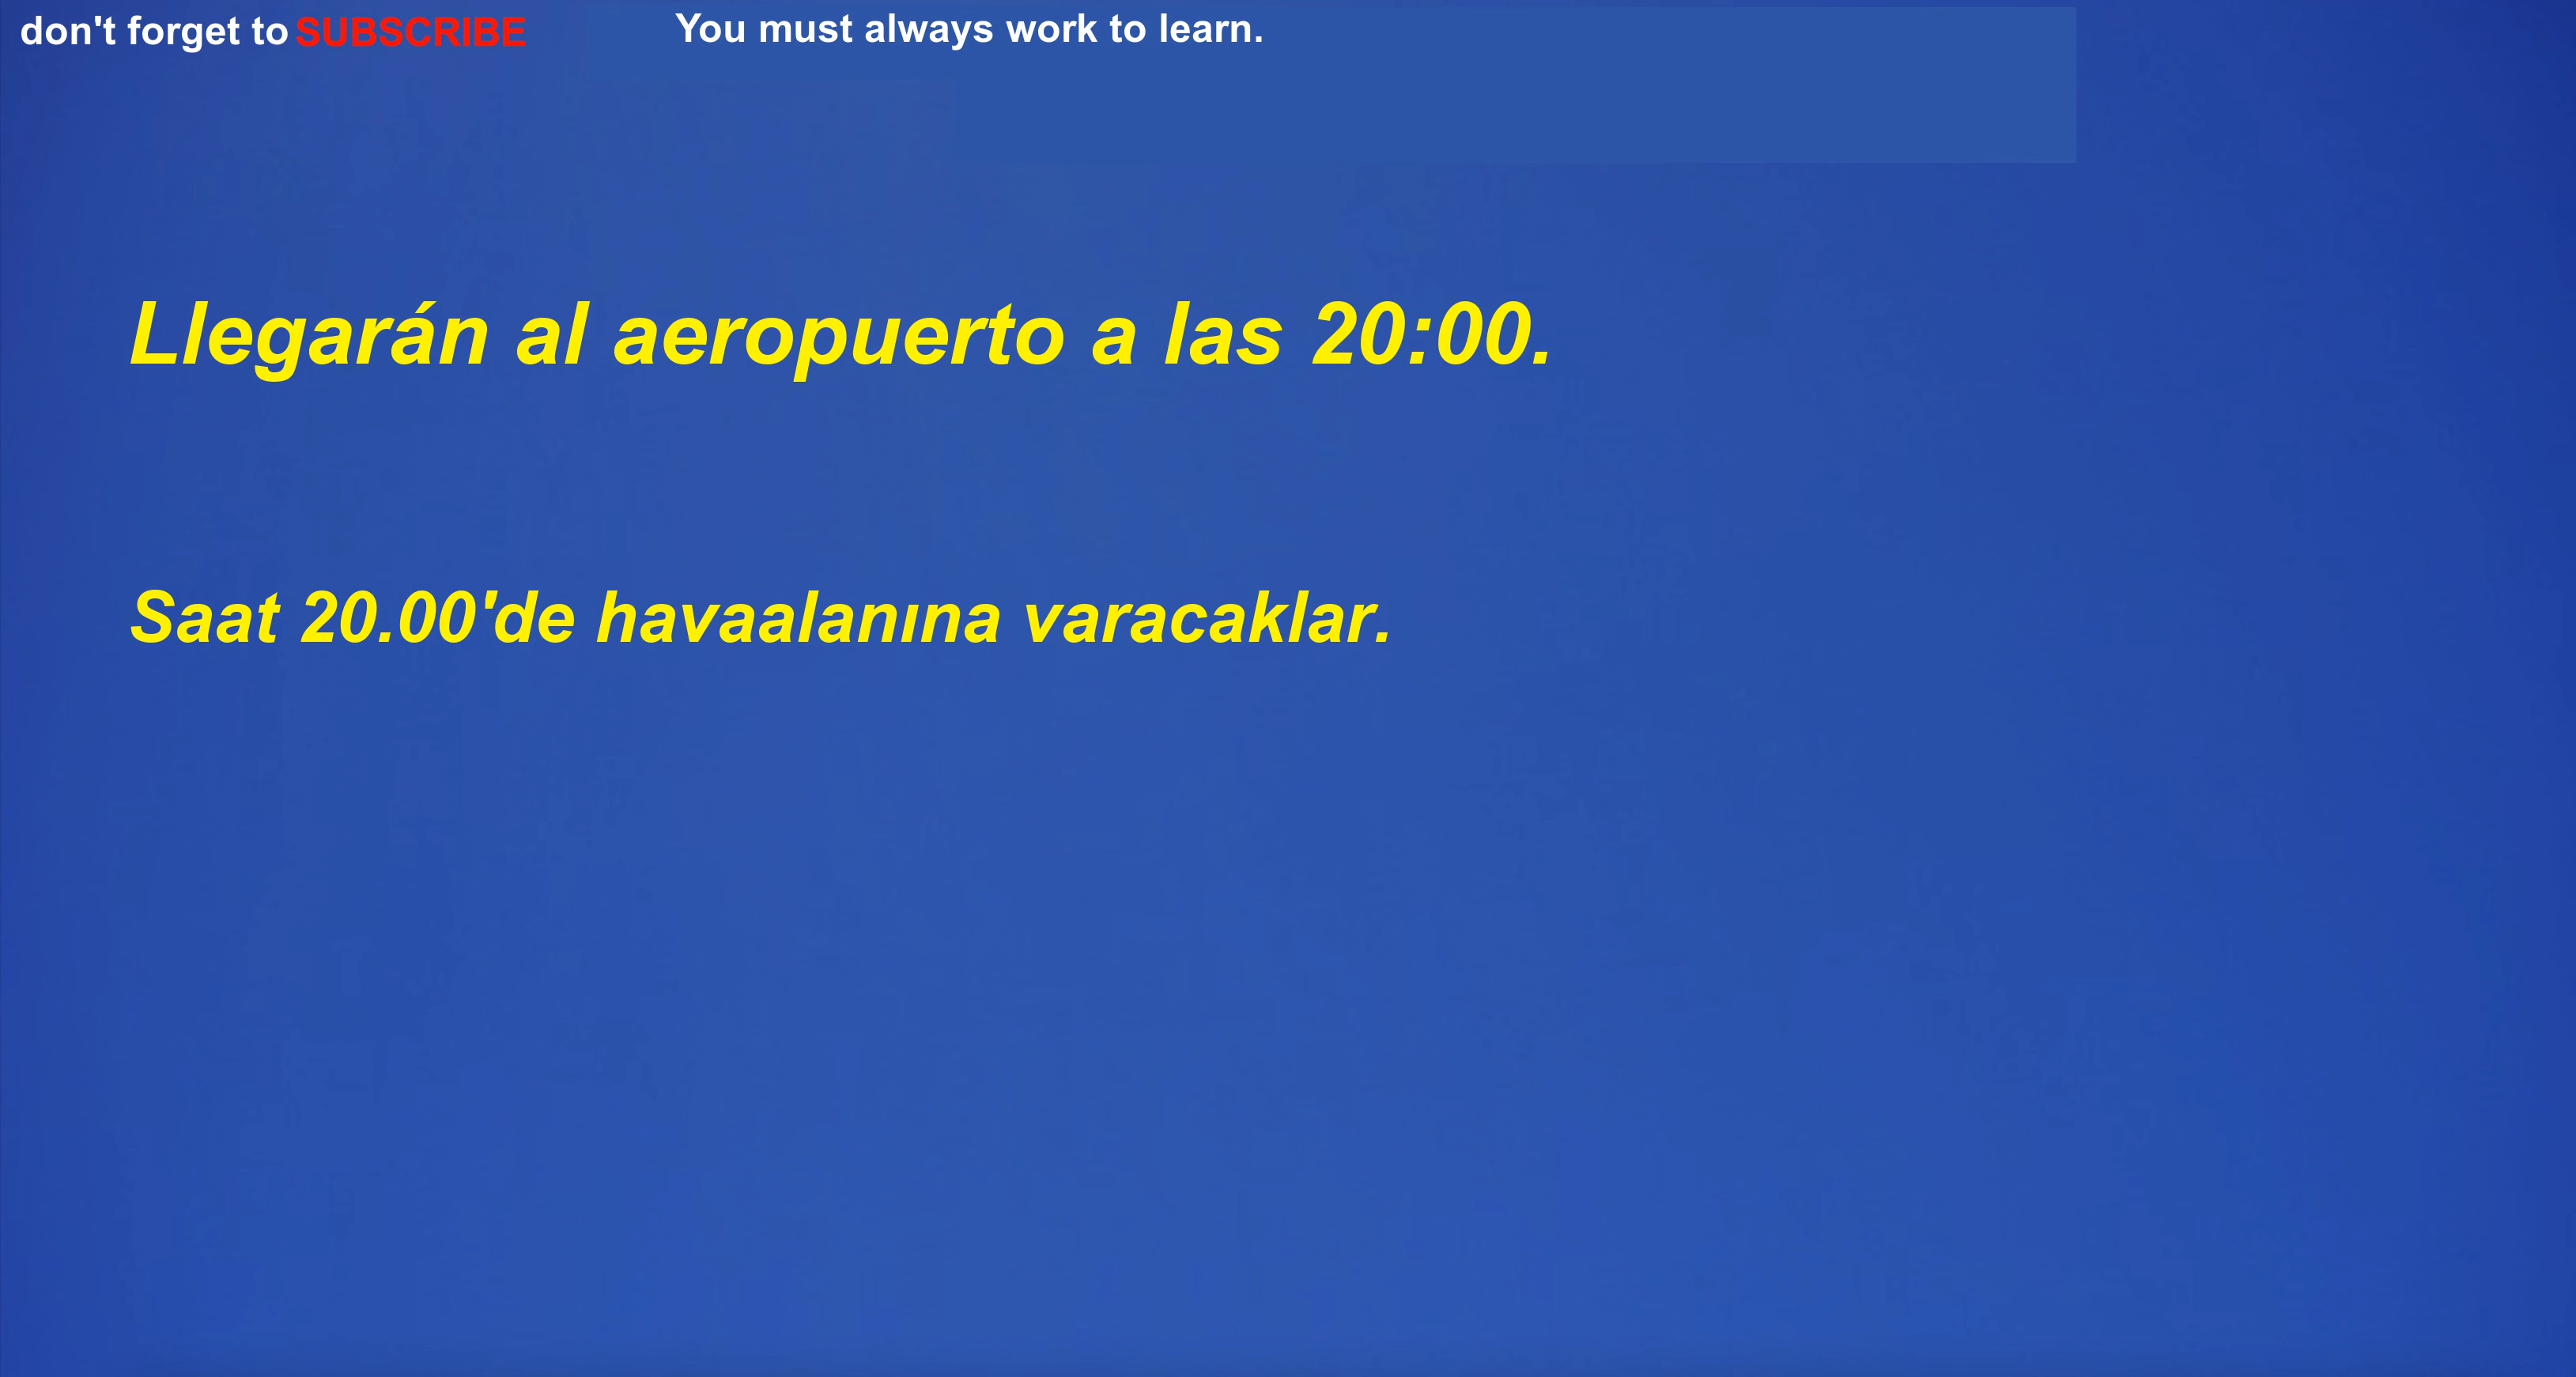 don't forget to SUBSCRIBE You must always work to learn.
Llegarán al aeropuerto a las 20:00.
Saat 20.00'de havaalanına varacaklar.